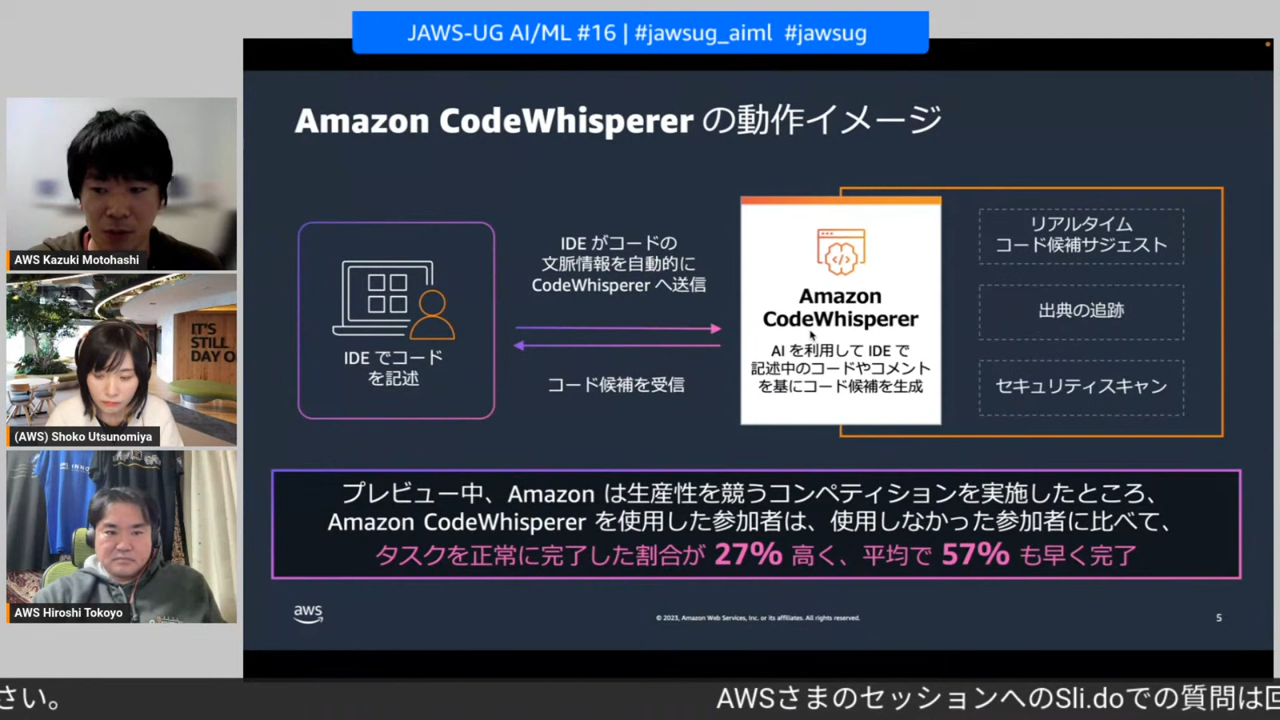 JAWS-UG AI/ML #16 | #jawsug_aiml #jawsug
AWS Kazuki Motohashi
IT'S
STILL
DAY O
(AWS) Shoko Utsunomiya
AWS Hiroshi Tokoyo
Amazon CodeWhisperer の動作イメージ
IDE でコード
を記述
IDE がコードの
文脈情報を自動的に
CodeWhisperer へ送信
コード候補を受信
Amazon
CodeWhisperer
AI を利用して IDE で
記述中のコードやコメント
を基にコード候補を生成
リアルタイム
コード候補サジェスト
出典の追跡
セキュリティスキャン
プレビュー中、Amazon は生産性を競うコンペティションを実施したところ、
Amazon CodeWhisperer を使用した参加者は、使用しなかった参加者に比べて、
タスクを正常に完了した割合が 27% 高く、平均で 57% も早く完了
aws
© 2023, Amazon Web Services, Inc. or its affiliates. All rights reserved.
5
さい。
AWSさまのセッションへのSli.doでの質問は回